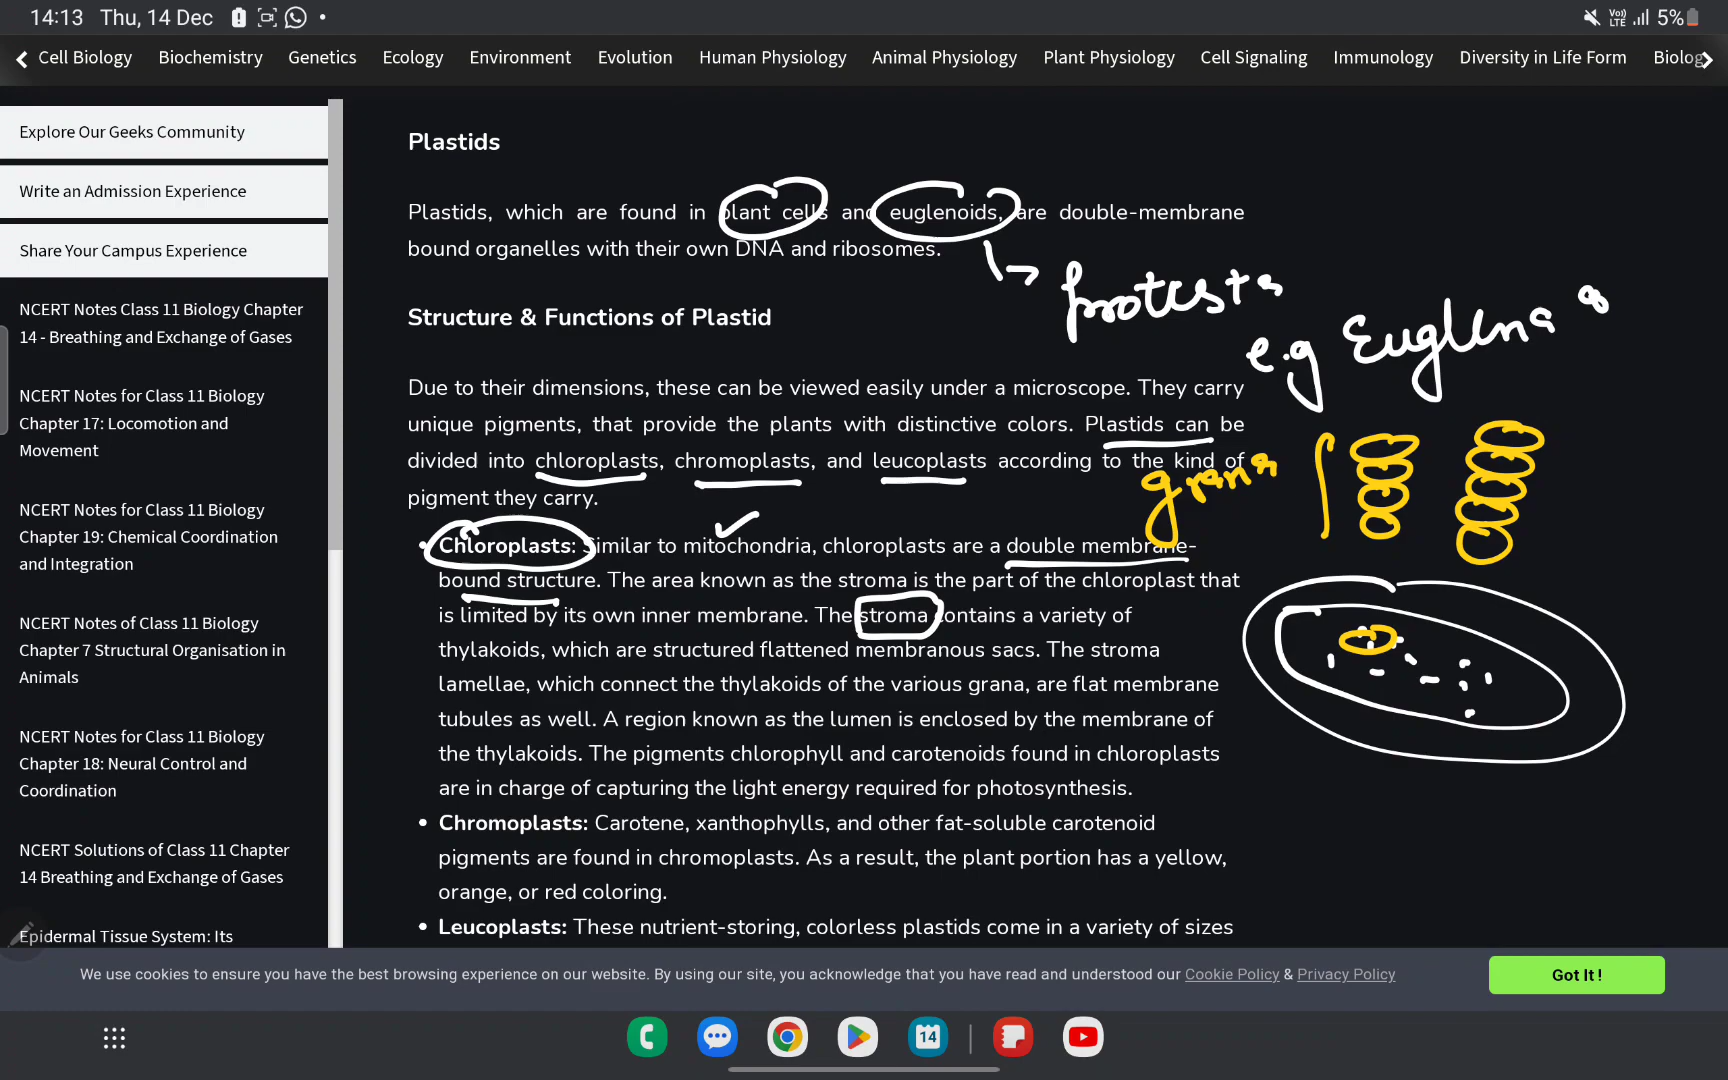 14:13 Thu, 14 Dec
Vo)) LTE 5%
Cell Biology Biochemistry Genetics Ecology Environment Evolution Human Physiology Animal Physiology Plant Physiology Cell Signaling Immunology Diversity in Life Form Biolog
Explore Our Geeks Community
Write an Admission Experience
Share Your Campus Experience
NCERT Notes Class 11 Biology Chapter
14 - Breathing and Exchange of Gases
NCERT Notes for Class 11 Biology
Chapter 17: Locomotion and
Movement
NCERT Notes for Class 11 Biology
Chapter 19: Chemical Coordination
and Integration
NCERT Notes of Class 11 Biology
Chapter 7 Structural Organisation in
Animals
NCERT Notes for Class 11 Biology
Chapter 18: Neural Control and
Coordination
NCERT Solutions of Class 11 Chapter
14 Breathing and Exchange of Gases
Epidermal Tissue System: Its
Plastids
Plastids, which are found in plant cells and euglenoids, are double-membrane
bound organelles with their own DNA and ribosomes.
protests
e.g Euglena
Structure & Functions of Plastid
Due to their dimensions, these can be viewed easily under a microscope. They carry
unique pigments, that provide the plants with distinctive colors. Plastids can be
divided into chloroplasts, chromoplasts, and leucoplasts according to the kind of
pigment they carry.
grana
• Chloroplasts: Similar to mitochondria, chloroplasts are a double membrane-
bound structure. The area known as the stroma is the part of the chloroplast that
is limited by its own inner membrane. The stroma contains a variety of
thylakoids, which are structured flattened membranous sacs. The stroma
lamellae, which connect the thylakoids of the various grana, are flat membrane
tubules as well. A region known as the lumen is enclosed by the membrane of
the thylakoids. The pigments chlorophyll and carotenoids found in chloroplasts
are in charge of capturing the light energy required for photosynthesis.
• Chromoplasts: Carotene, xanthophylls, and other fat-soluble carotenoid
pigments are found in chromoplasts. As a result, the plant portion has a yellow,
orange, or red coloring.
• Leucoplasts: These nutrient-storing, colorless plastids come in a variety of sizes
We use cookies to ensure you have the best browsing experience on our website. By using our site, you acknowledge that you have read and understood our Cookie Policy & Privacy Policy
Got It !
14